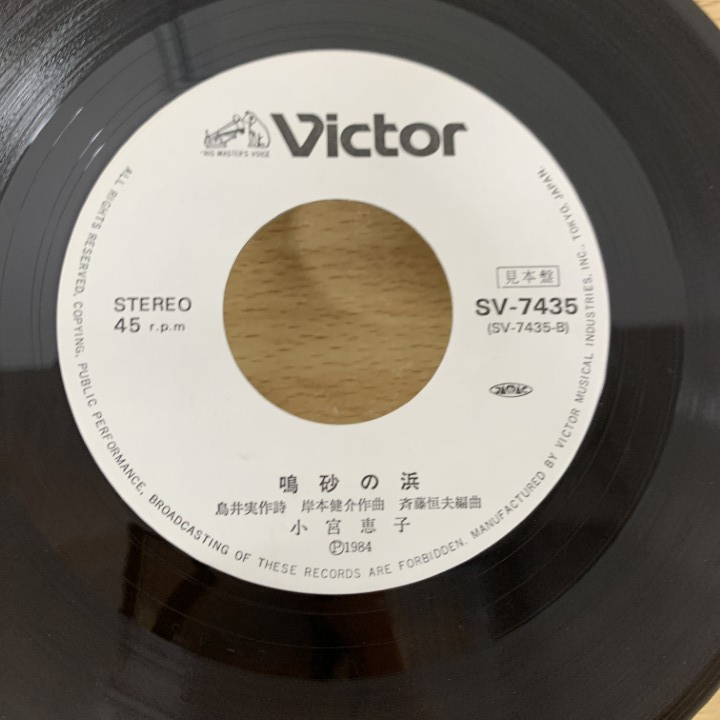 "HIS MASTER'S VOICE"
Victor
STEREO
45 r.p.m
見本盤
SV-7435
(SV-7435-B)
JASRAC
鳴砂の浜
鳥井実作詩 岸本健介作曲 斉藤恒夫編曲
小宮恵子
Ⓟ1984
ALL RIGHTS RESERVED, COPYING, PUBLIC PERFORMANCE, BROADCASTING OF THESE RECORDS ARE FORBIDDEN. MANUFACTURED BY VICTOR MUSICAL INDUSTRIES, INC., TOKYO, JAPAN.